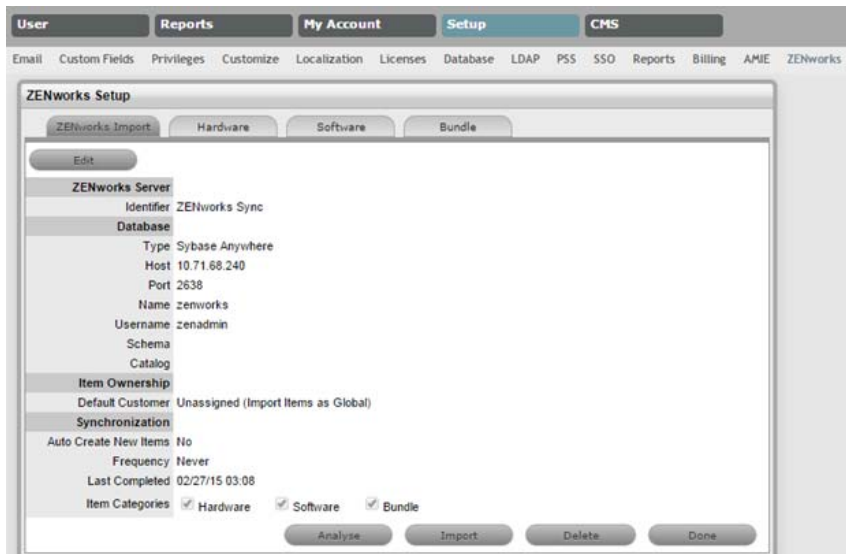 User Reports My Account Setup CMS
Email Custom Fields Privileges Customize Localization Licenses Database LDAP PSS SSO Reports Billing AMIE ZENworks
ZENworks Setup
ZENworks Import Hardware Software Bundle
Edit
ZENworks Server
Identifier ZENworks Sync
Database
Type Sybase Anywhere
Host 10.71.68.240
Port 2638
Name zenworks
Username zenadmin
Schema
Catalog
Item Ownership
Default Customer Unassigned (Import Items as Global)
Synchronization
Auto Create New Items No
Frequency Never
Last Completed 02/27/15 03:08
Item Categories Hardware Software Bundle
Analyse Import Delete Done